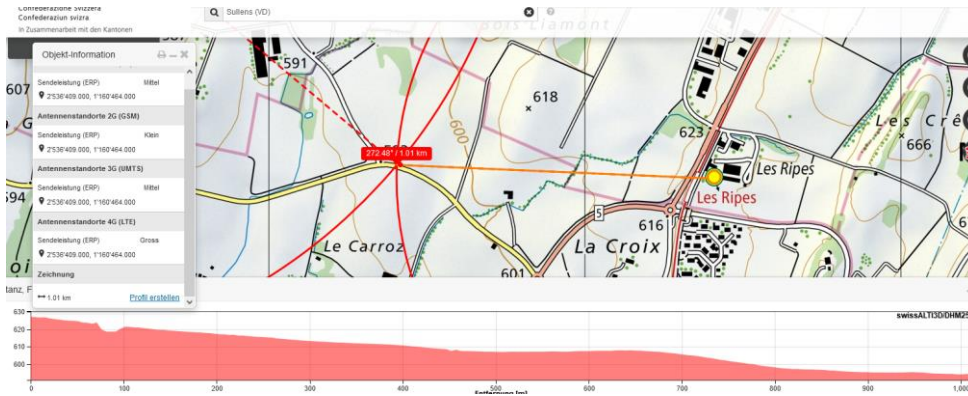 Confederazione Svizzera
Confederaziun svizra
In Zusammenarbeit mit den Kantonen
Sullens (VD)
Objekt-Information
Sendeleistung (ERP) Mittel
2'536'409.000, 1'160'464.000
Antennenstandorte 2G (GSM)
Sendeleistung (ERP) Klein
2'536'409.000, 1'160'464.000
Antennenstandorte 3G (UMTS)
Sendeleistung (ERP) Mittel
2'536'409.000, 1'160'464.000
Antennenstandorte 4G (LTE)
Sendeleistung (ERP) Gross
2'536'409.000, 1'160'464.000
Zeichnung
1.01 km Profil erstellen
591
607
594
618
600
623
Les Crê
666
272.48° / 1.01 km
Les Ripes
Les Ripes
5
616
Le Carroz
La Croix
601
swissALTI3D/DHM25
630
620
610
600
0 100 200 300 400 500 600 700 800 900 1,00
Entfernung [m]